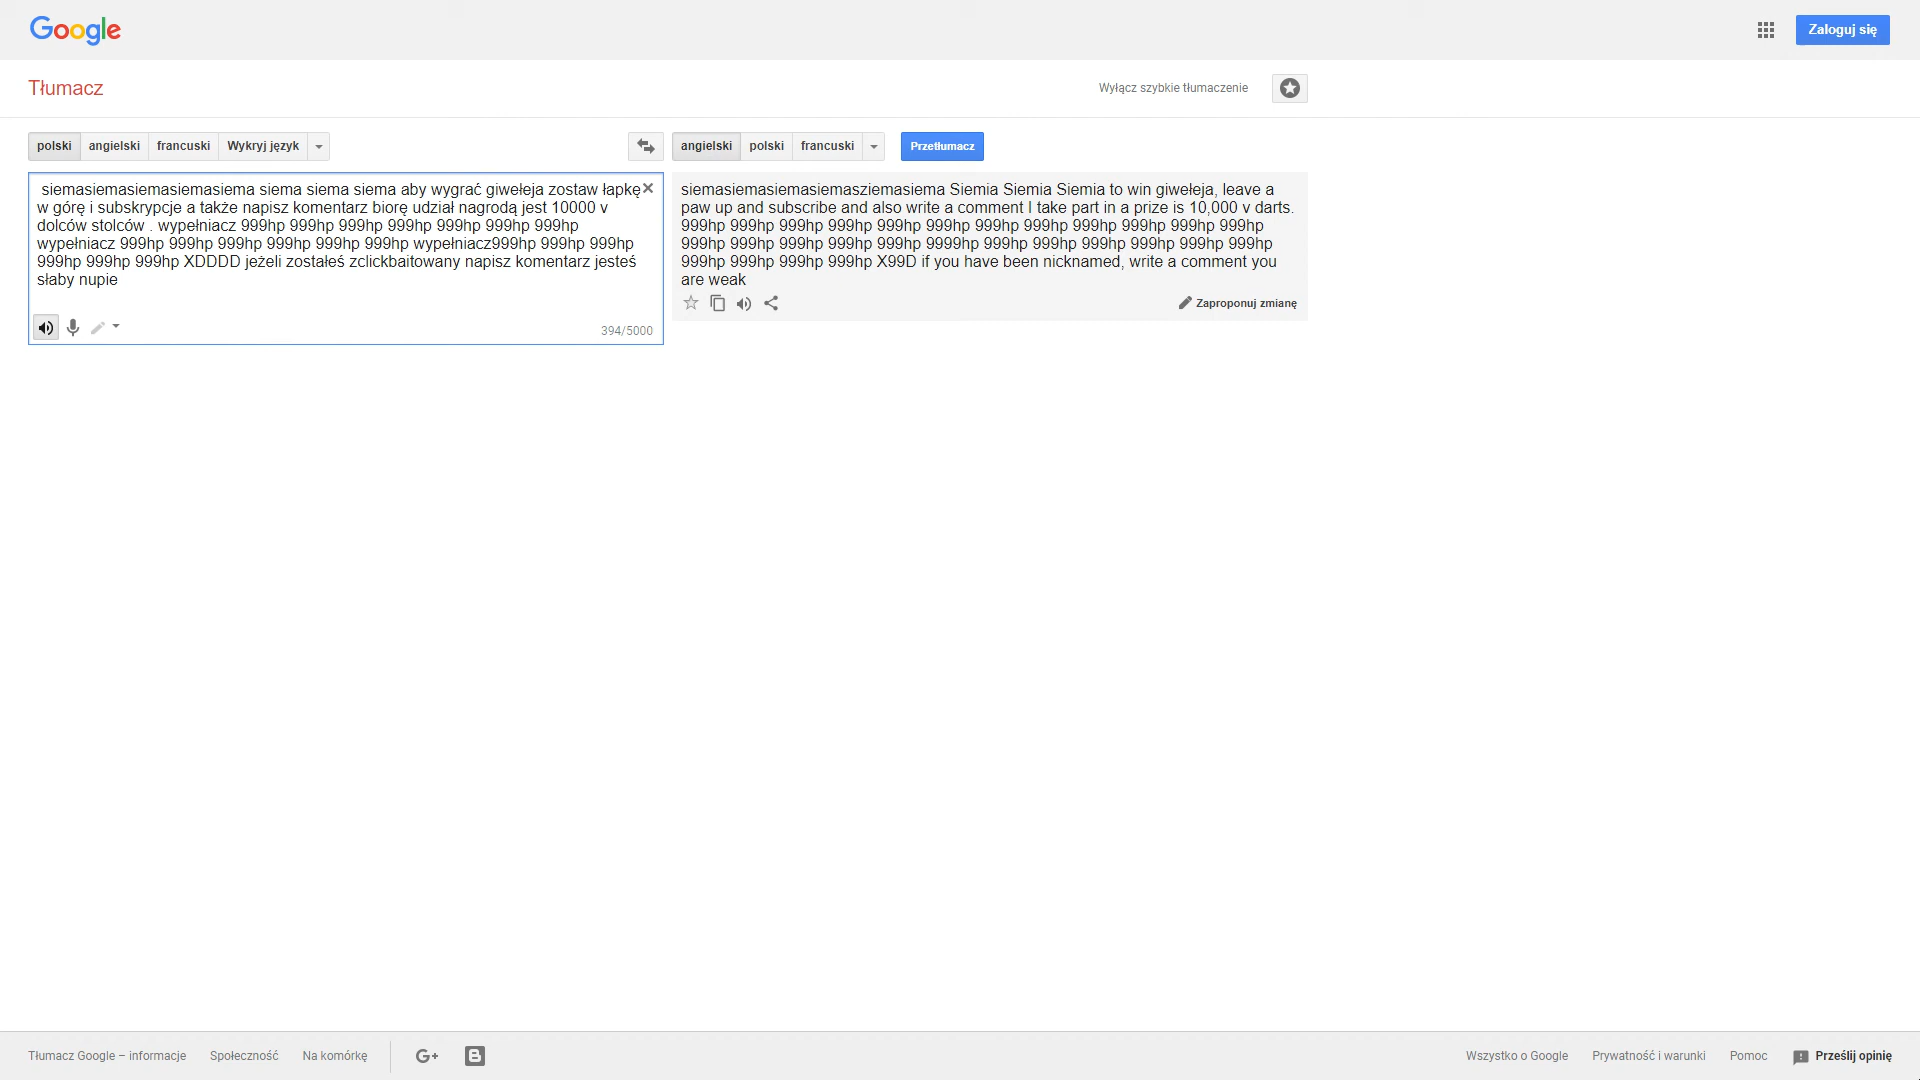 Google
Zaloguj się
Tłumacz
Wyłącz szybkie tłumaczenie
polski angielski francuski Wykryj język
angielski polski francuski Przetłumacz
siemasiemasiemasiemasiema siema siema siema aby wygrać giwełeja zostaw łapkę
w górę i subskrypcje a także napisz komentarz biorę udział nagrodą jest 10000 v
dolców stolców . wypełniacz 999hp 999hp 999hp 999hp 999hp 999hp 999hp
wypełniacz 999hp 999hp 999hp 999hp 999hp 999hp wypełniacz999hp 999hp 999hp
999hp 999hp 999hp XDDDD jeżeli zostałeś zclickbaitowany napisz komentarz jesteś
słaby nupie
394/5000
siemasiemasiemasiemasziemasiema Siemia Siemia Siemia to win giwełeja, leave a
paw up and subscribe and also write a comment I take part in a prize is 10,000 v darts.
999hp 999hp 999hp 999hp 999hp 999hp 999hp 999hp 999hp 999hp 999hp 999hp
999hp 999hp 999hp 999hp 999hp 9999hp 999hp 999hp 999hp 999hp 999hp 999hp
999hp 999hp 999hp 999hp X99D if you have been nicknamed, write a comment you
are weak
Zaproponuj zmianę
Tłumacz Google – informacje Społeczność Na komórkę G+ B
Wszystko o Google Prywatność i warunki Pomoc Prześlij opinię